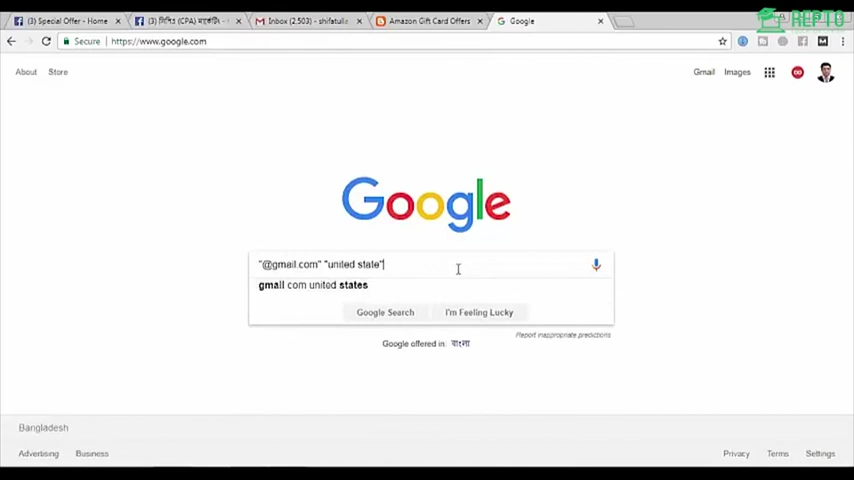 (3) Special Offer - Home
(3) সিপিএ (CPA) মার্কেটিং -
Inbox (2,503) - shifatulla
Amazon Gift Card Offers
Google
REPTO
Secure
https://www.google.com
About Store
Gmail Images
Google
"@gmail.com" "united state"
gmail com united states
Google Search I'm Feeling Lucky
Report inappropriate predictions
Google offered in: বাংলা
Bangladesh
Advertising Business
Privacy Terms Settings